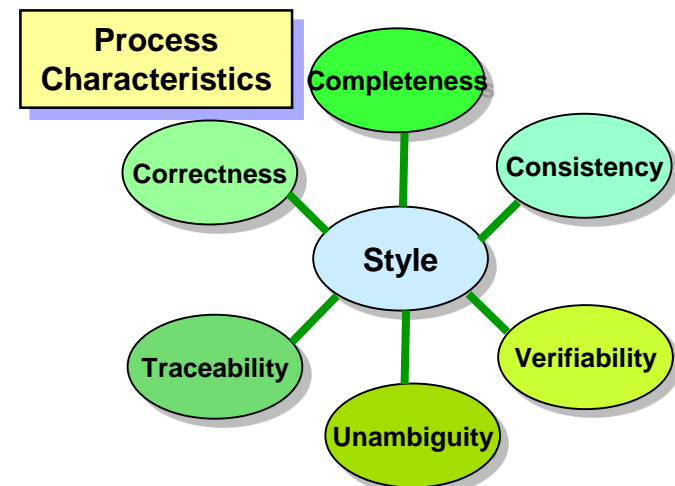 Process
Characteristics
Completeness
Correctness
Consistency
Style
Traceability
Verifiability
Unambiguity